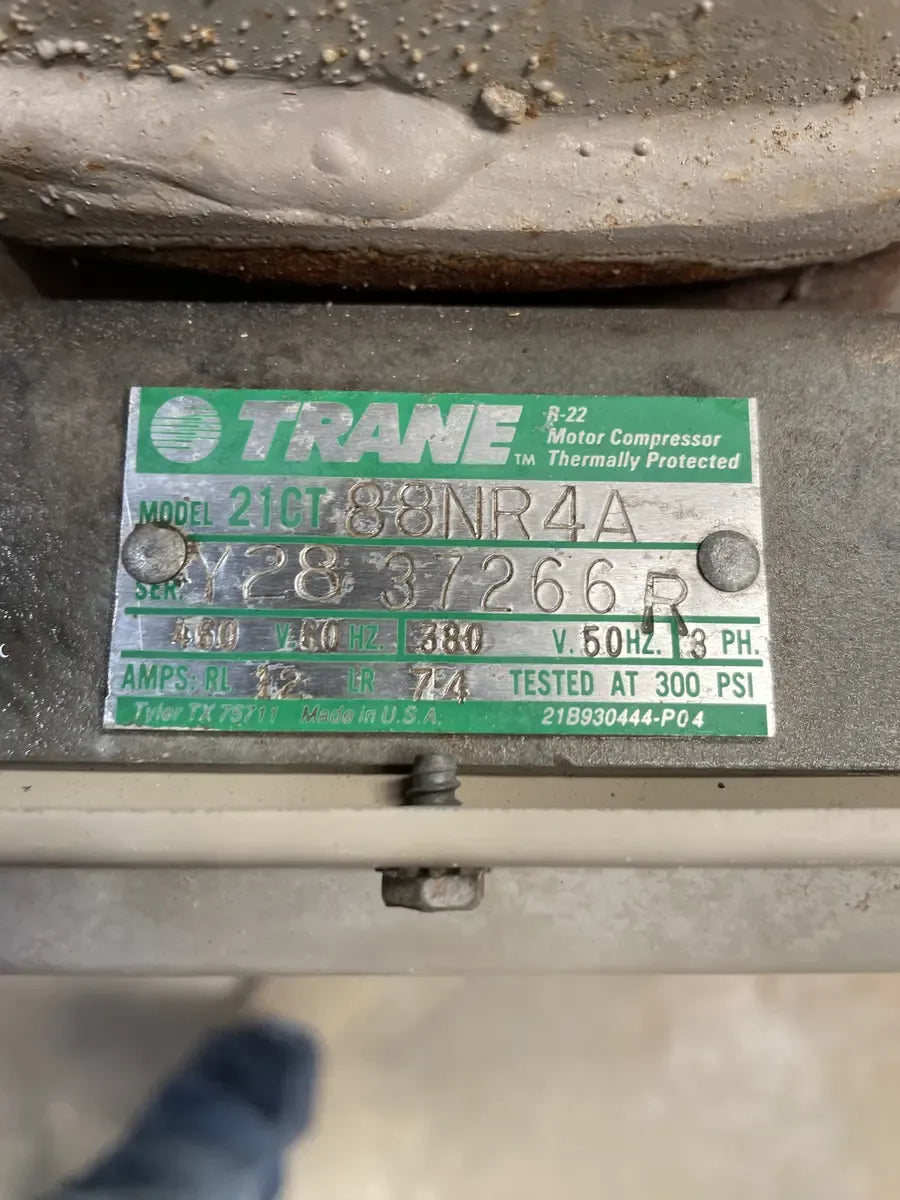 TRANE TM
R-22
Motor Compressor
Thermally Protected
MODEL 21CT 88NR4A
SER. Y28 37266 R
460 V. 60 HZ. 380 V. 50 HZ. 3 PH.
AMPS: RL 12 LR 74 TESTED AT 300 PSI
Tyler TX 75711 Made in U.S.A. 21B930444-P04